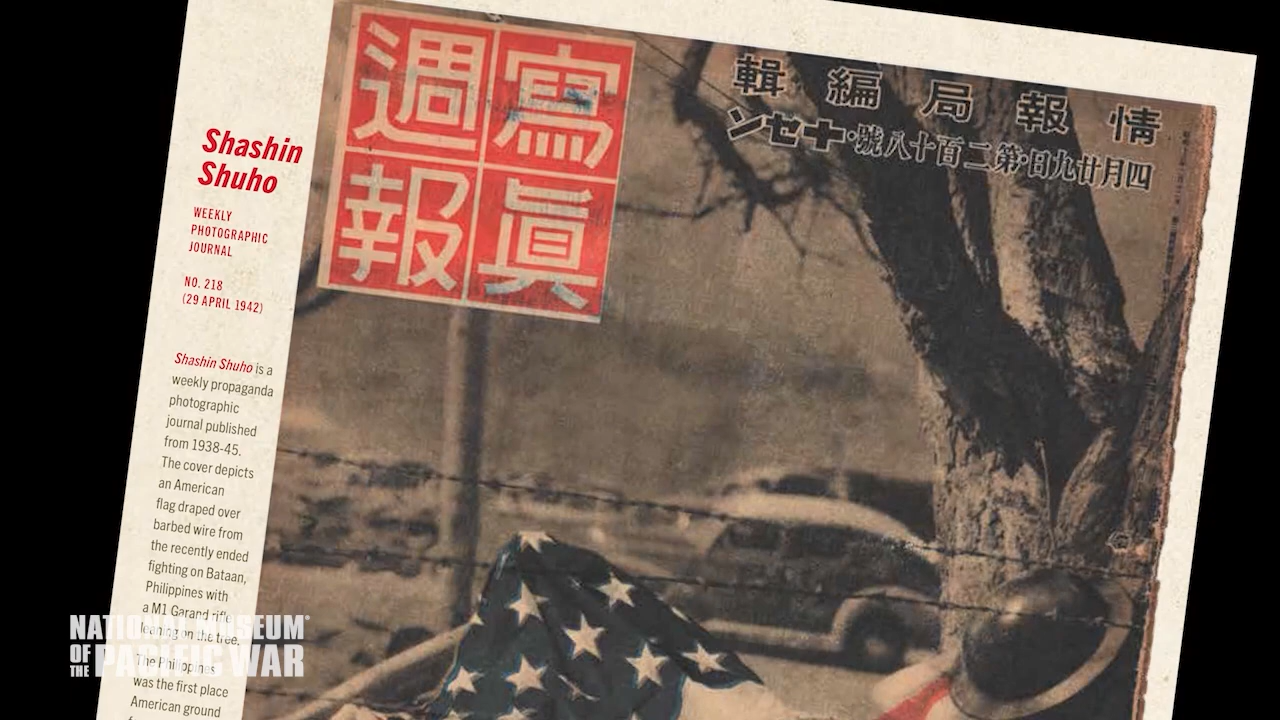 Shashin
Shuho
WEEKLY
PHOTOGRAPHIC
JOURNAL
NO. 218
(29 APRIL 1942)
Shashin Shuho is a
weekly propaganda
photographic
journal published
from 1938-45.
The cover depicts
an American
flag draped over
barbed wire from
the recently ended
fighting on Bataan,
Philippines with
a M1 Garand rifle
leaning on the tree.
The Philippines
was the first place
American ground
寫眞
週報
情報局編輯
四月廿九日・第二百十八號・十セン
NATIONAL MUSEUM
OF THE PACIFIC WAR